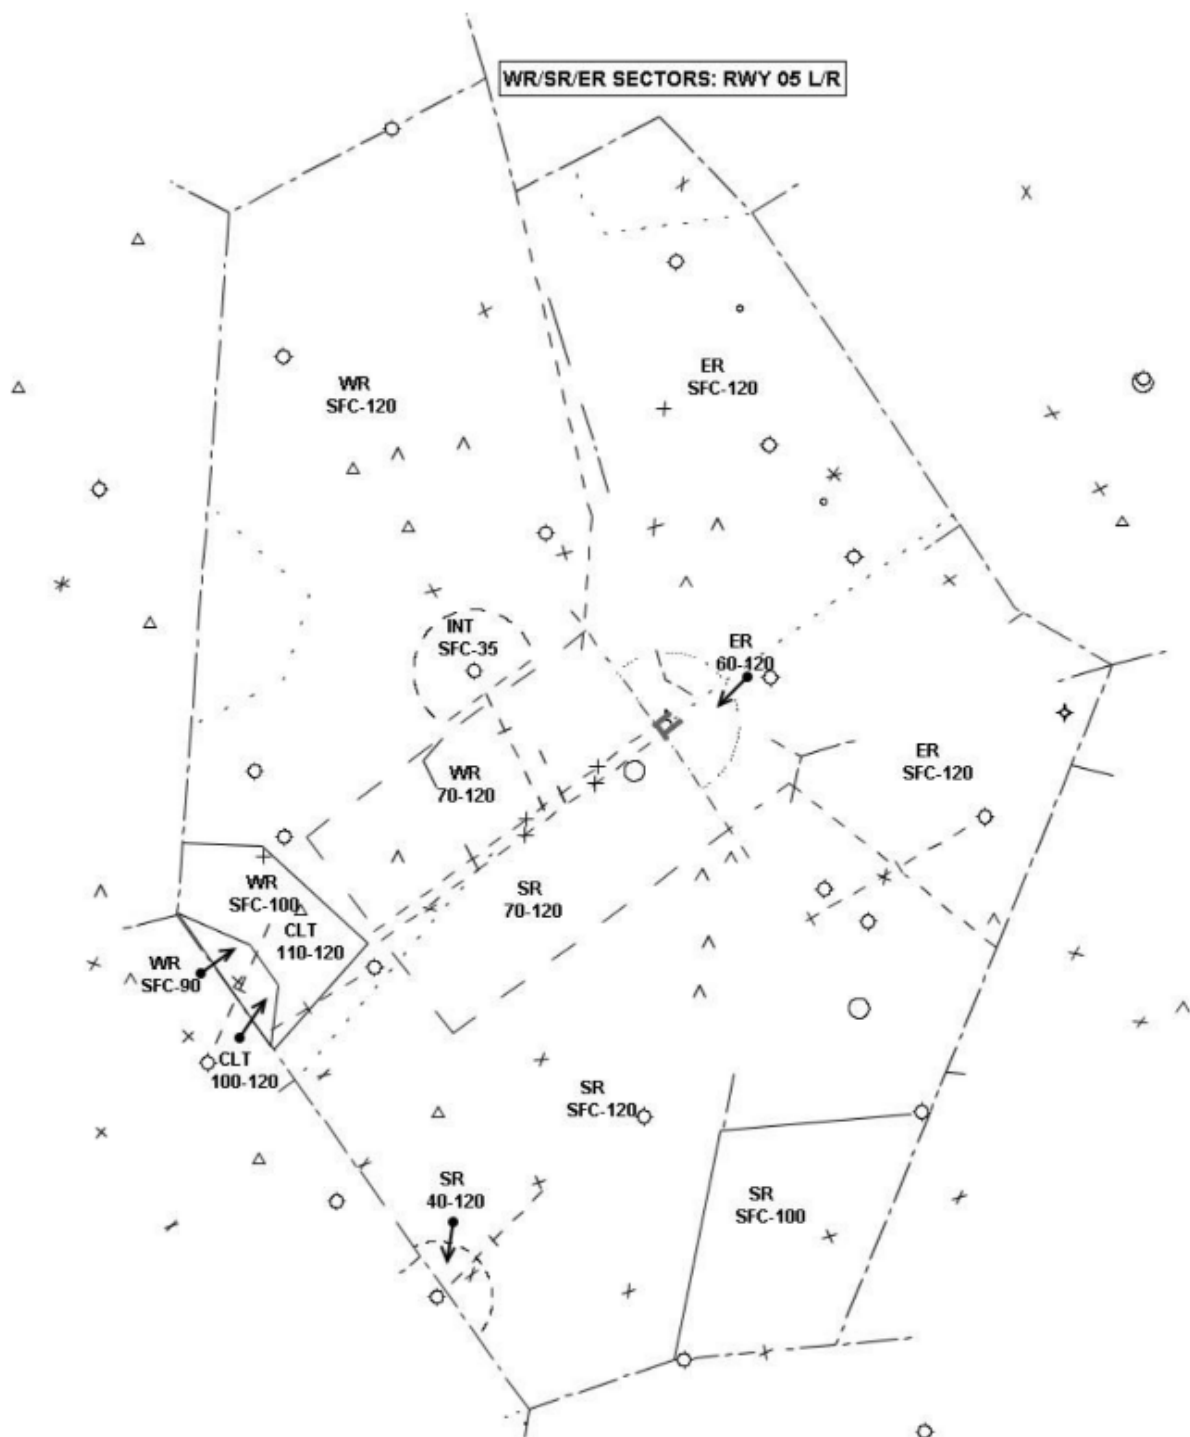 WR/SR/ER SECTORS: RWY 05 L/R
ER
SFC-120
WR
SFC-120
INT
SFC-35
ER
60-120
ER
SFC-120
WR
70-120
WR
SFC-100
SR
70-120
CLT
110-120
WR
SFC-90
CLT
100-120
SR
SFC-120
SR
40-120
SR
SFC-100